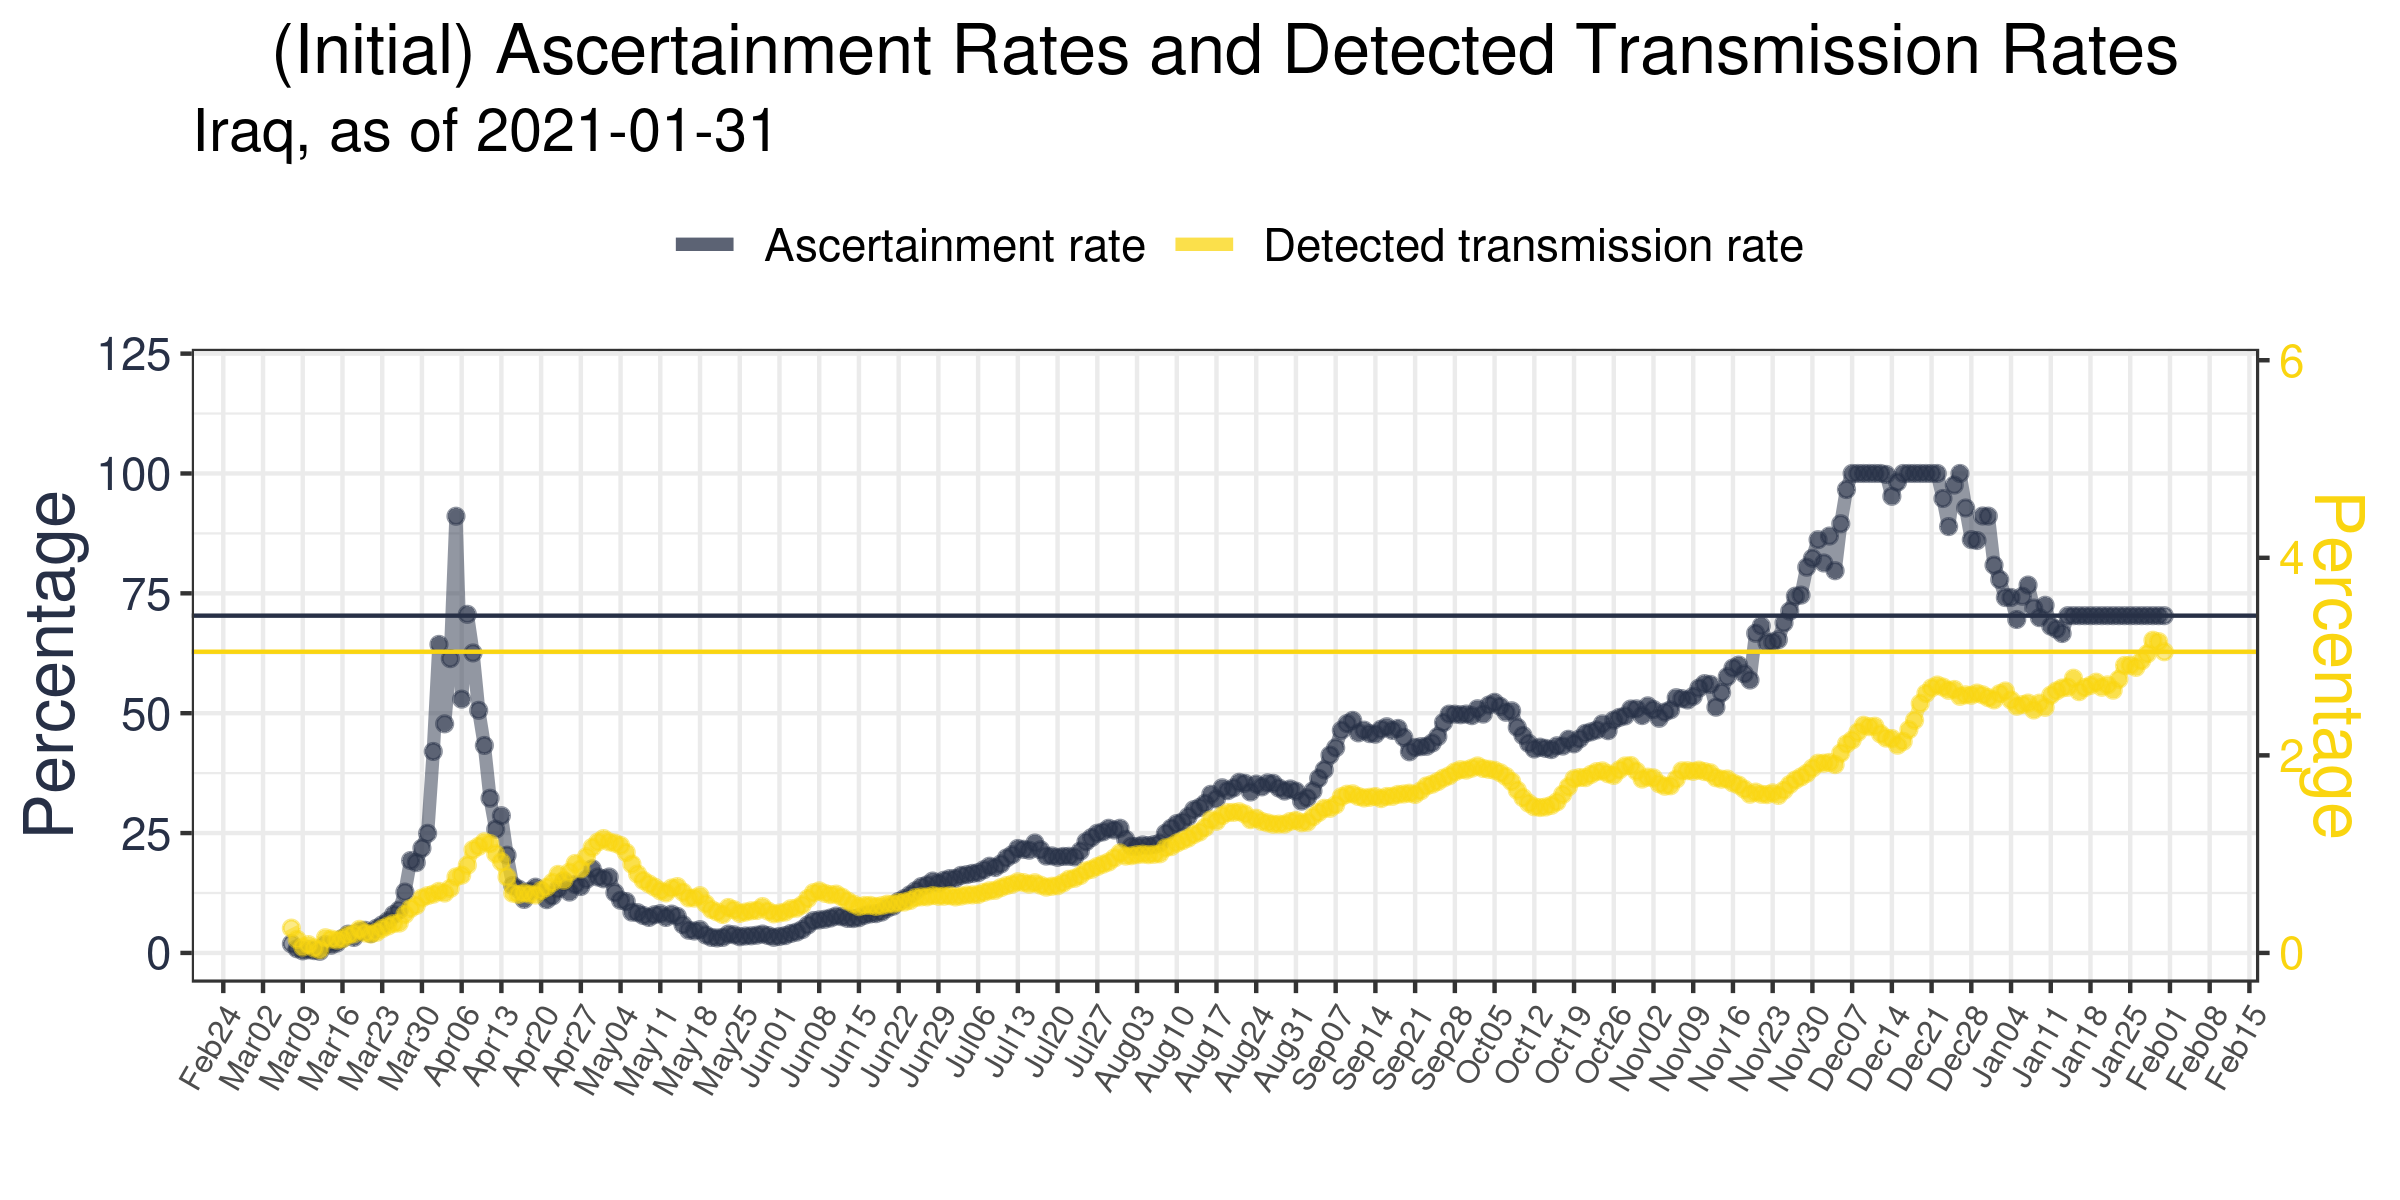 (Initial) Ascertainment Rates and Detected Transmission Rates
Iraq, as of 2021-01-31
Ascertainment rate
Detected transmission rate
Percentage
125
100
75
50
25
0
6
4
2
0
Percentage
Feb24
Mar02
Mar09
Mar16
Mar23
Mar30
Apr06
Apr13
Apr20
Apr27
May04
May11
May18
May25
Jun01
Jun08
Jun15
Jun22
Jun29
Jul06
Jul13
Jul20
Jul27
Aug03
Aug10
Aug17
Aug24
Aug31
Sep07
Sep14
Sep21
Sep28
Oct05
Oct12
Oct19
Oct26
Nov02
Nov09
Nov16
Nov23
Nov30
Dec07
Dec14
Dec21
Dec28
Jan04
Jan11
Jan18
Jan25
Feb01
Feb08
Feb15